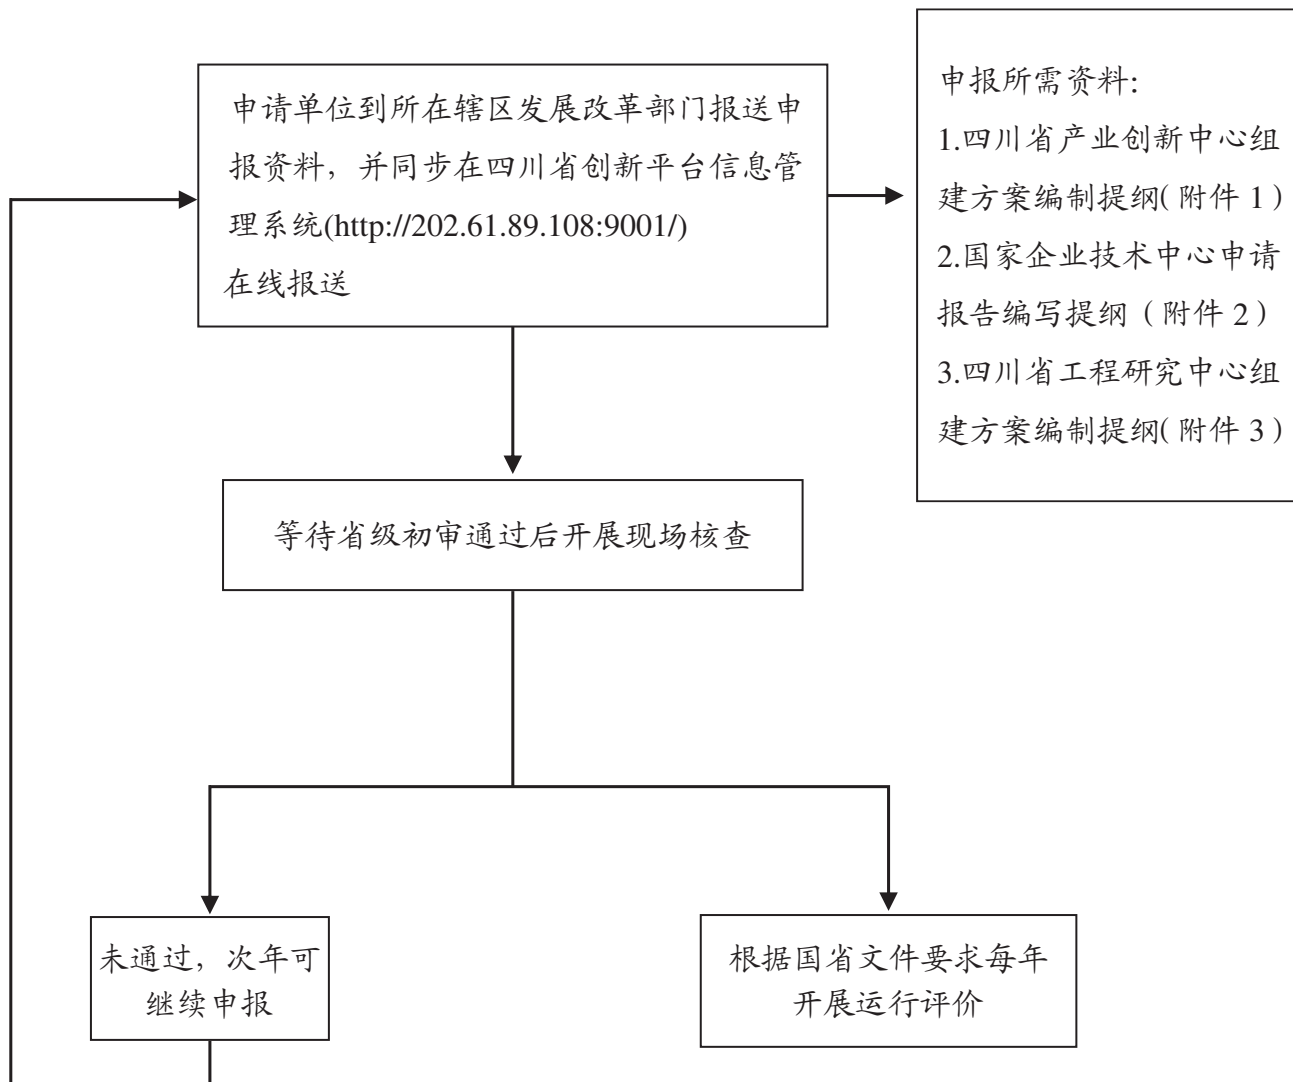 申请单位到所在辖区发展改革部门报送申
报资料，并同步在四川省创新平台信息管
理系统(http://202.61.89.108:9001/)
在线报送
申报所需资料:
1.四川省产业创新中心组
建方案编制提纲(附件 1)
2.国家企业技术中心申请
报告编写提纲（附件 2）
3.四川省工程研究中心组
建方案编制提纲(附件 3)
等待省级初审通过后开展现场核查
未通过，次年可
继续申报
根据国省文件要求每年
开展运行评价